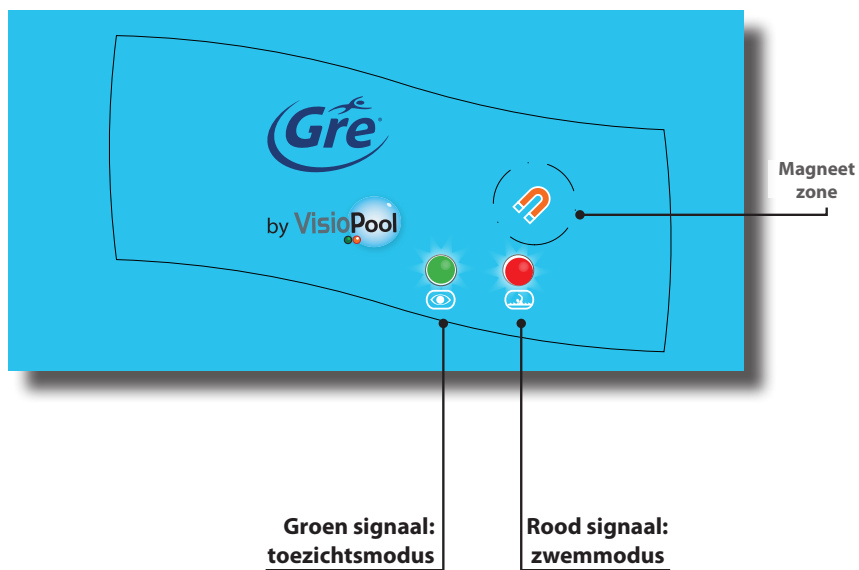 Gre
by VisioPool
Magneet
zone
Groen signaal:
toezichtsmodus
Rood signaal:
zwemmodus